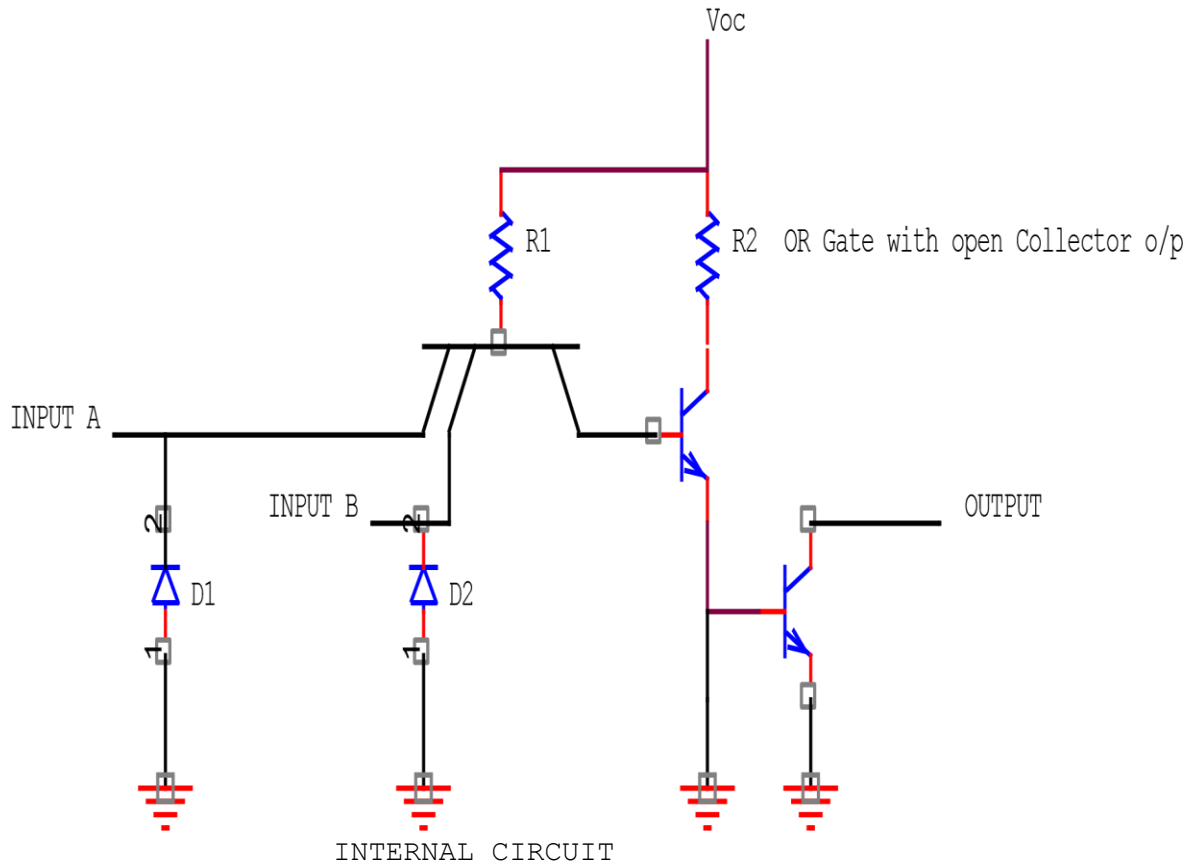 Voc
R1
R2 OR Gate with open Collector o/p
INPUT A
INPUT B
OUTPUT
2
2
D1
D2
1
1
INTERNAL CIRCUIT